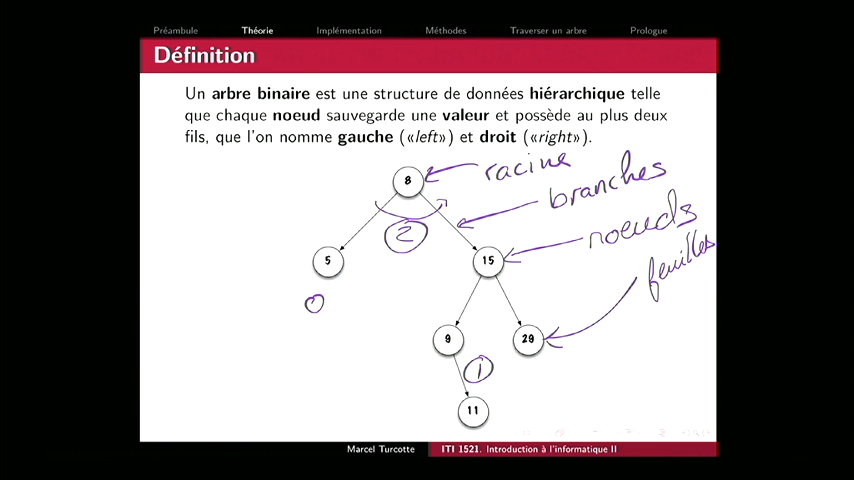 Préambule Théorie Implémentation Méthodes Traverser un arbre Prologue
Définition
Un arbre binaire est une structure de données hiérarchique telle
que chaque noeud sauvegarde une valeur et possède au plus deux
fils, que l'on nomme gauche («left») et droit («right»).
racine
8
branches
2
noeuds
5
15
feuilles
0
9
29
1
11
Marcel Turcotte ITI 1521. Introduction à l'informatique II